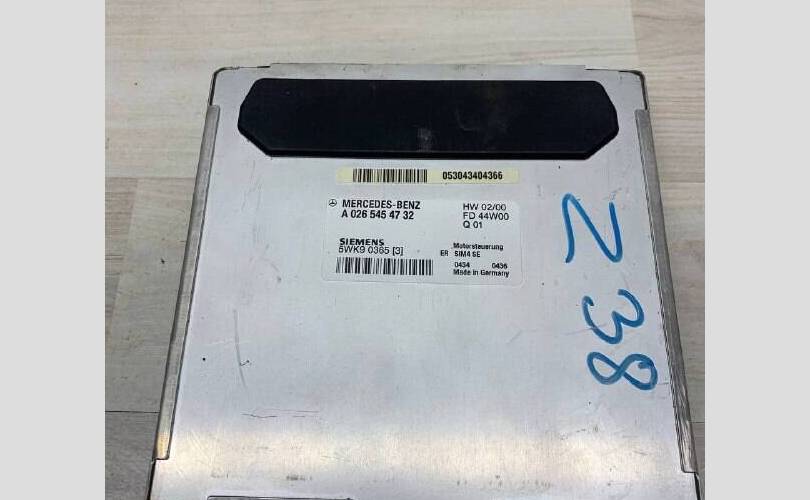 053043404366
MERCEDES-BENZ
A 026 545 47 32
HW 02/00
FD 44W00
Q 01
SIEMENS
5WK9 0365 [3]
Motorsteuerung
ER SIM4 SE
0434 0436
Made in Germany
Z 38